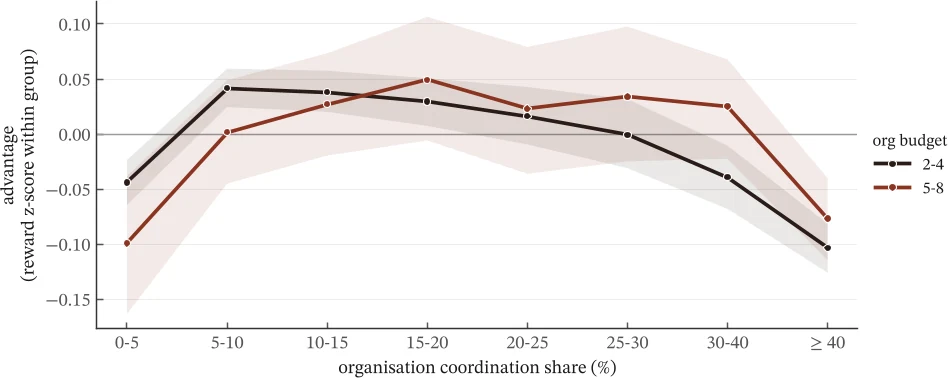 0.10
0.05
0.00
−0.05
−0.10
−0.15
advantage
(reward z-score within group)
0-5 5-10 10-15 15-20 20-25 25-30 30-40 ≥ 40
organisation coordination share (%)
org budget
2-4
5-8